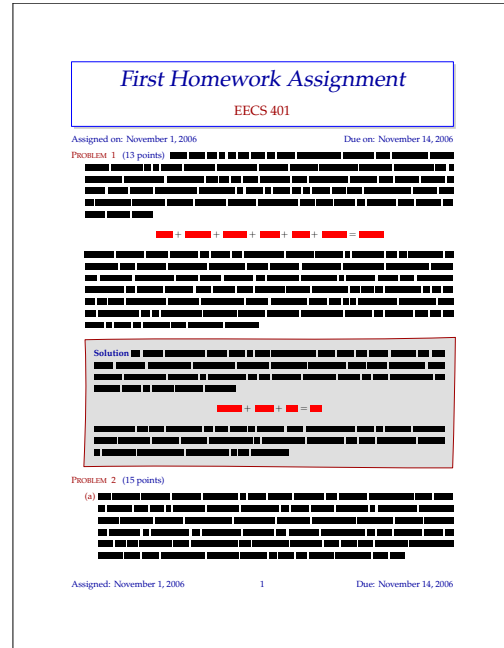 First Homework Assignment
EECS 401
Assigned on: November 1, 2006 Due on: November 14, 2006
PROBLEM 1 (13 points)
+ + + + + =
Solution
+ + =
PROBLEM 2 (15 points)
(a)
Assigned: November 1, 2006 1 Due: November 14, 2006